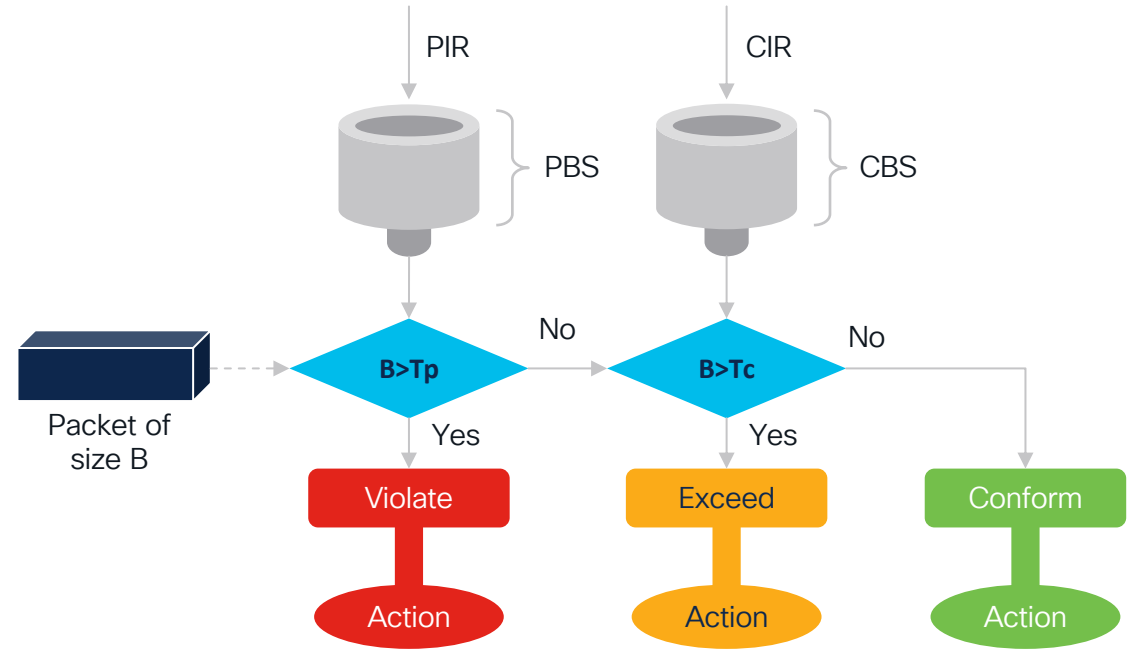 PIR
CIR
PBS
CBS
No
No
B>Tp
B>Tc
Packet of
size B
Yes
Yes
Violate
Exceed
Conform
Action
Action
Action